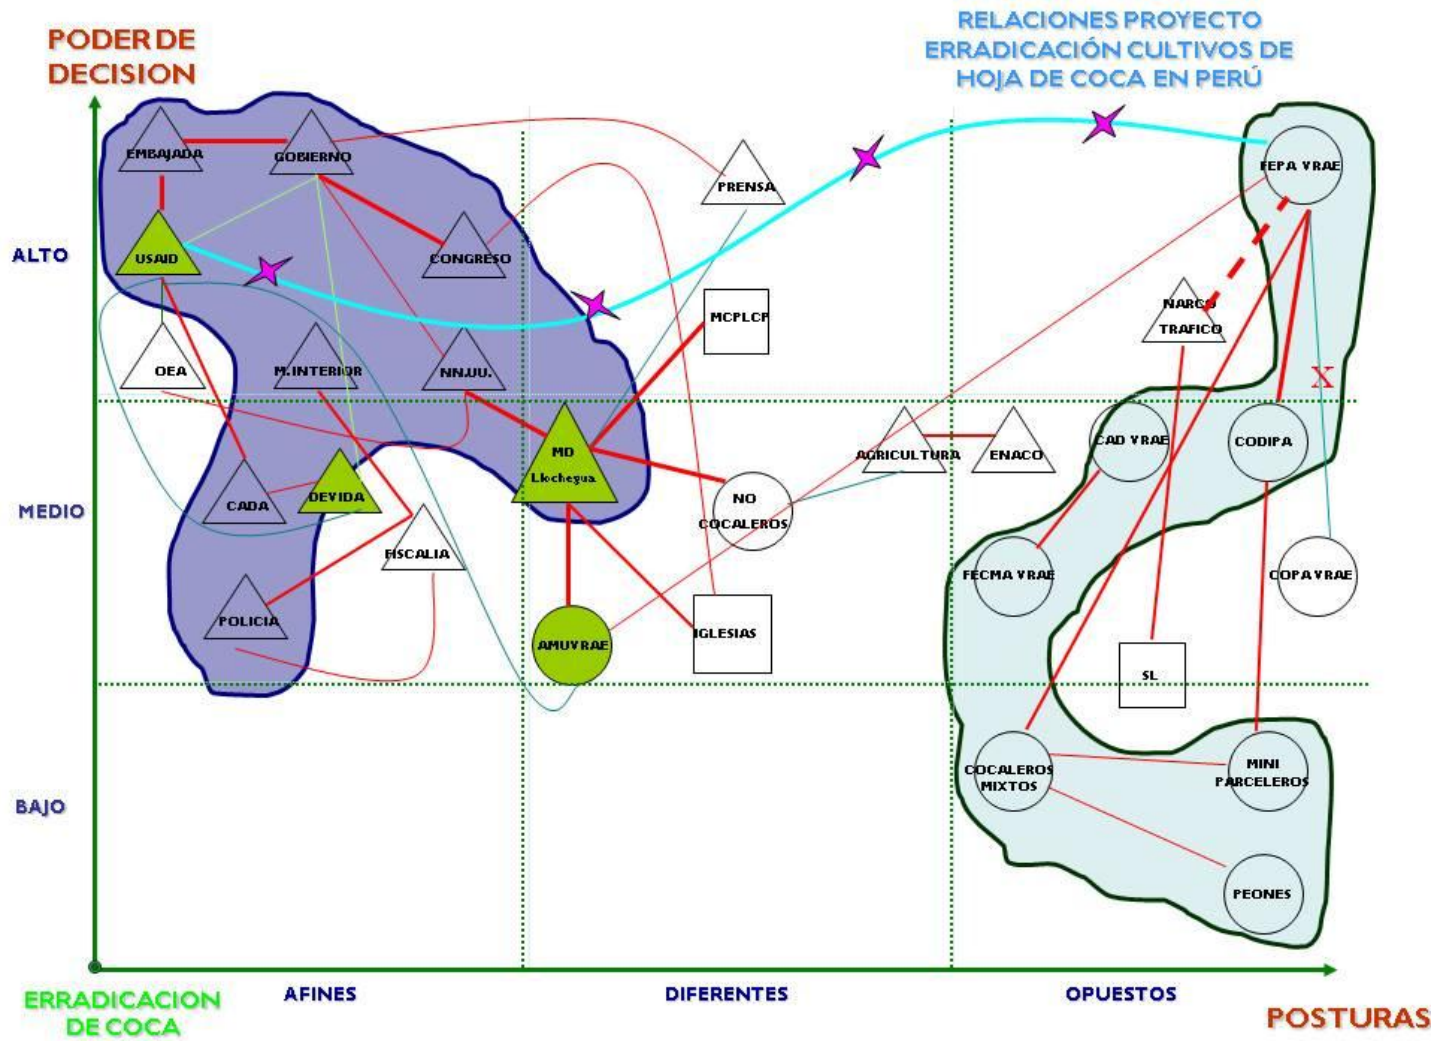 PODER DE
DECISION
RELACIONES PROYECTO
ERRADICACIÓN CULTIVOS DE
HOJA DE COCA EN PERÚ
EMBAJADA
GOBIERNO
PRENSA
FEPA VRAE
ALTO
USAID
CONGRESO
MCPLCP
NARCO
TRAFICO
OEA
M.INTERIOR
NN.UU.
X
MD
Llochegua
CAD VRAE
CODIPA
AGRICULTURA
ENACO
MEDIO
CADA
DEVIDA
NO
COCALEROS
FISCALIA
FECMA VRAE
COPA VRAE
POLICIA
AMUVRAE
IGLESIAS
SL
BAJO
COCALEROS
MIXTOS
MINI
PARCELEROS
PEONES
ERRADICACION
DE COCA
AFINES
DIFERENTES
OPUESTOS
POSTURAS